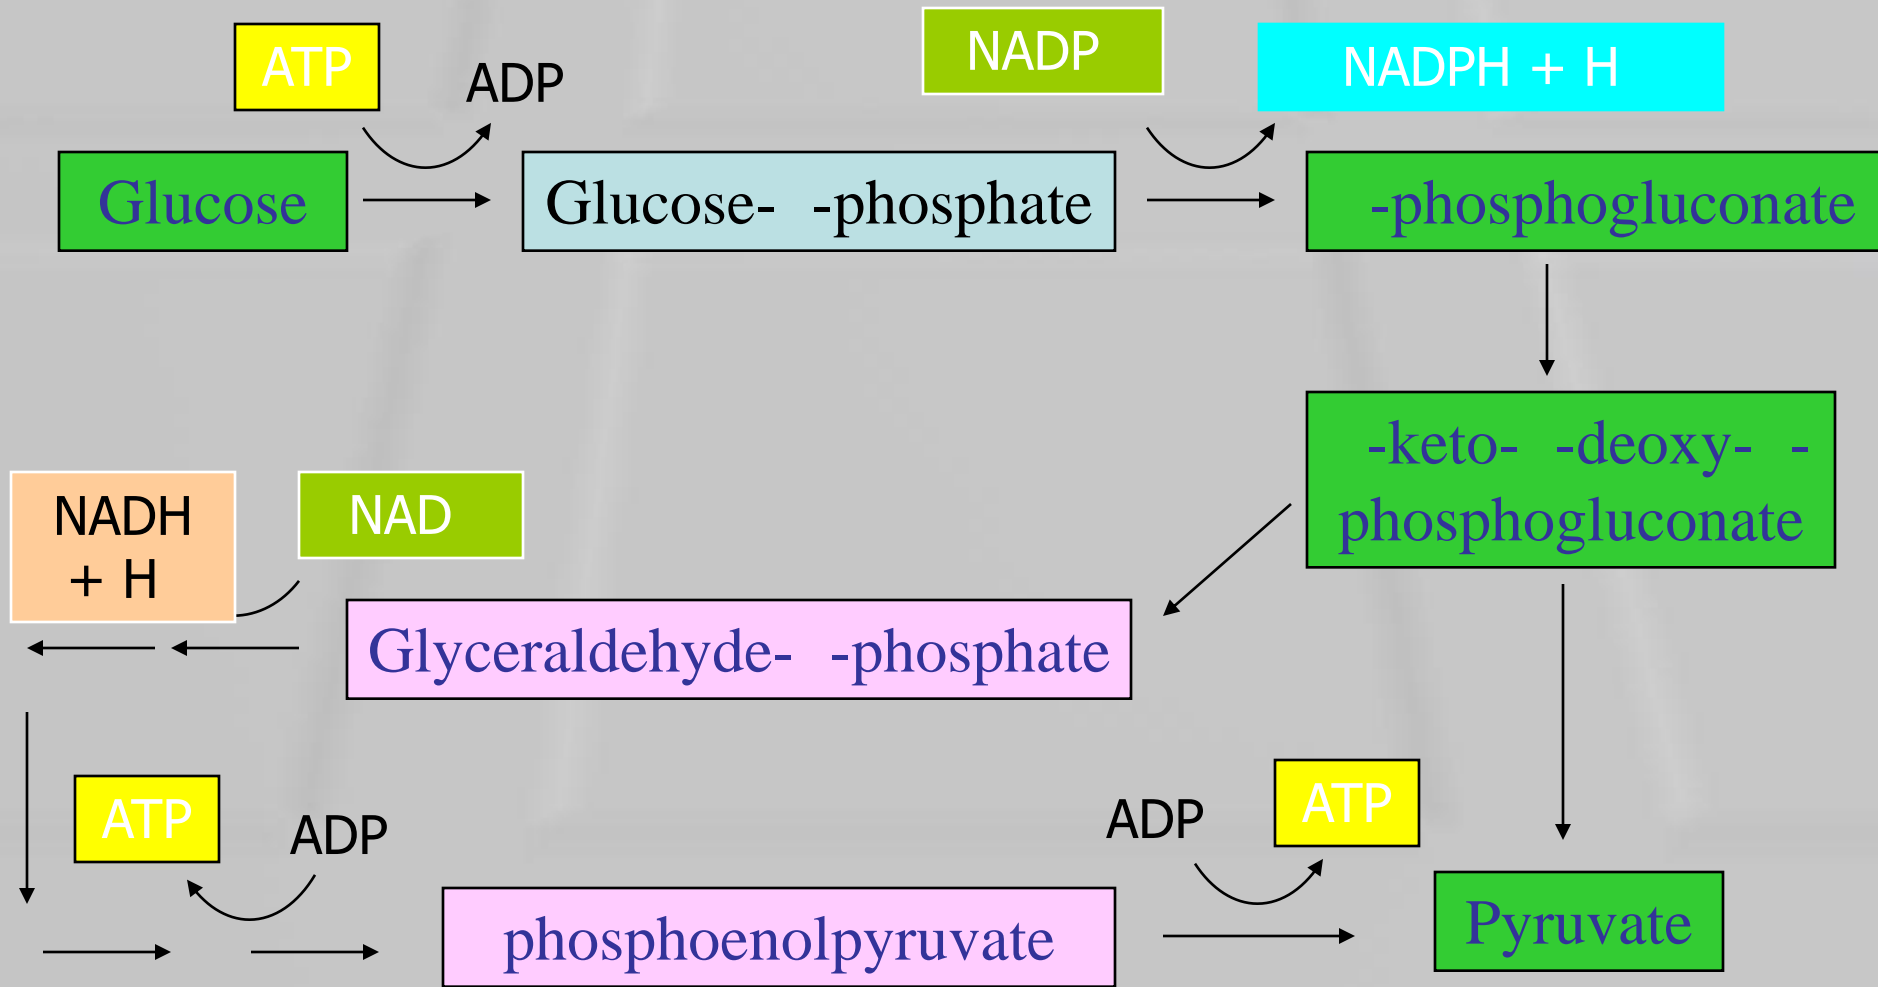 ATP
ADP
NADP
NADPH + H
Glucose
Glucose-  -phosphate
-phosphogluconate
-keto-  -deoxy-  -
phosphogluconate
NADH
+ H
NAD
Glyceraldehyde-  -phosphate
ATP
ADP
ADP
ATP
phosphoenolpyruvate
Pyruvate